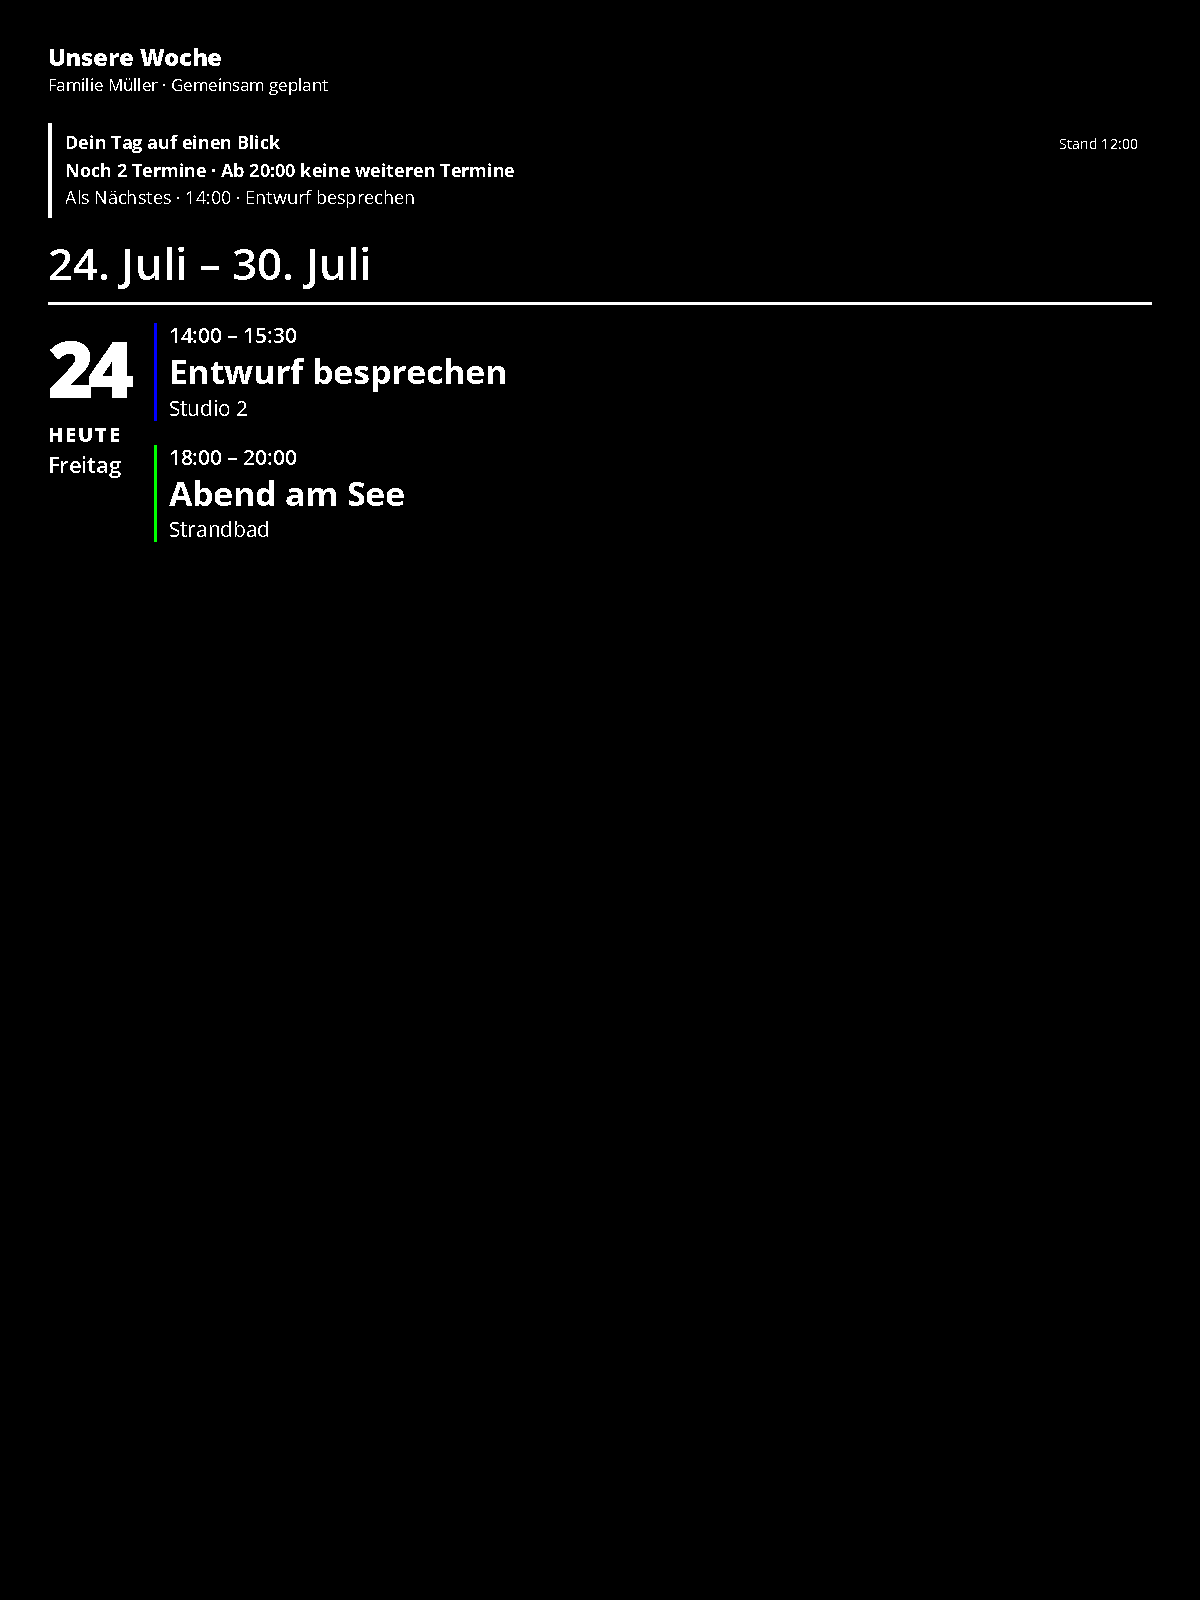 Unsere Woche
Familie Müller · Gemeinsam geplant
Dein Tag auf einen Blick
Stand 12:00
Noch 2 Termine · Ab 20:00 keine weiteren Termine
Als Nächstes · 14:00 · Entwurf besprechen
24. Juli – 30. Juli
24
HEUTE
Freitag
14:00 – 15:30
Entwurf besprechen
Studio 2
18:00 – 20:00
Abend am See
Strandbad